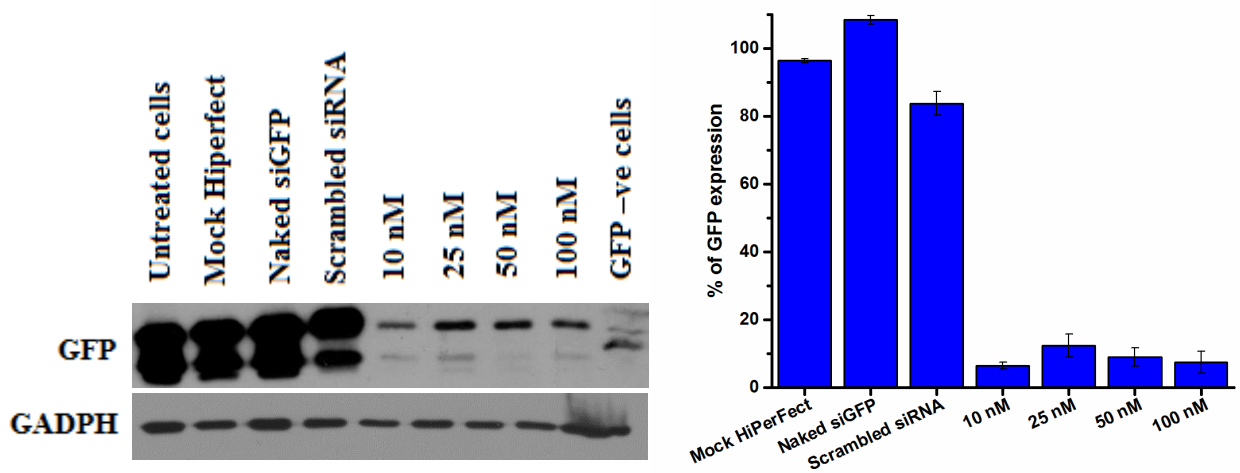 Untreated cells
Mock Hiperfect
Naked siGFP
Scrambled siRNA
10 nM
25 nM
50 nM
100 nM
GFP –ve cells
GFP
GADPH
% of GFP expression
100
80
60
40
20
0
Mock HiPerFect
Naked siGFP
Scrambled siRNA
10 nM
25 nM
50 nM
100 nM